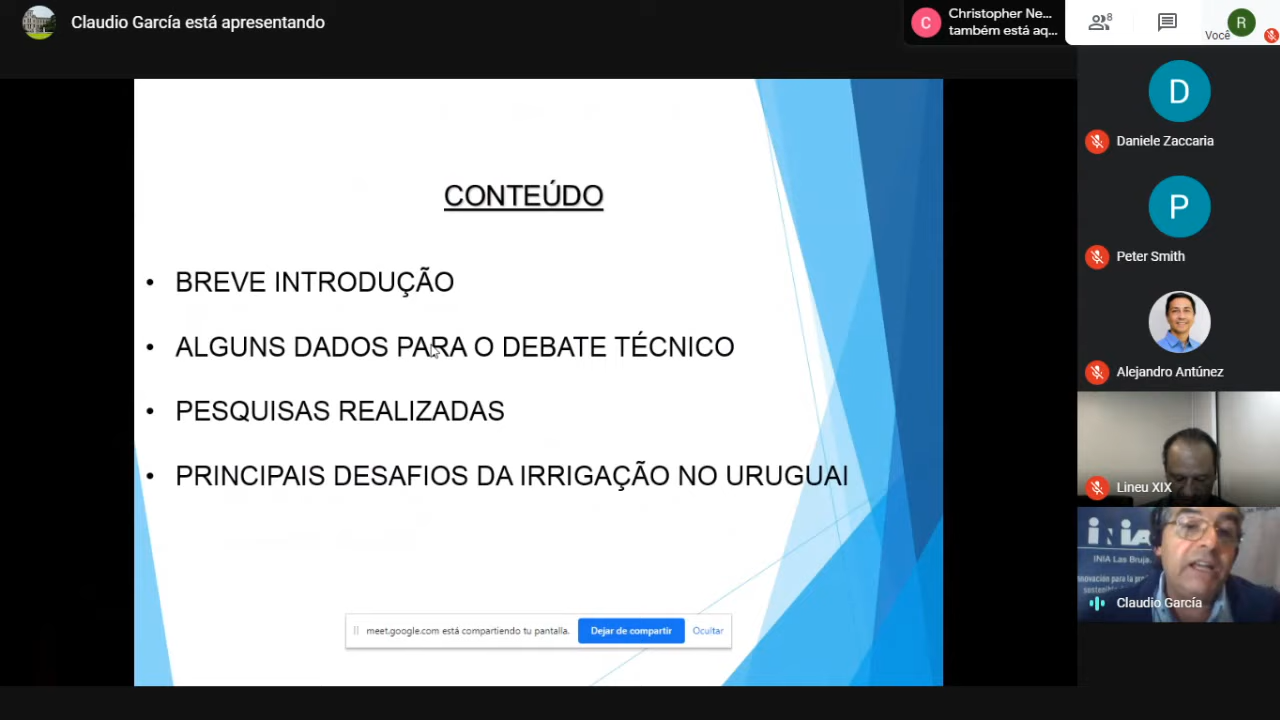 Claudio García está apresentando
Christopher Ne...
também está aq...
C
8
Você
R
CONTEÚDO
• BREVE INTRODUÇÃO
• ALGUNS DADOS PARA O DEBATE TÉCNICO
• PESQUISAS REALIZADAS
• PRINCIPAIS DESAFIOS DA IRRIGAÇÃO NO URUGUAI
meet.google.com está compartiendo tu pantalla.
Dejar de compartir
Ocultar
D
Daniele Zaccaria
P
Peter Smith
Alejandro Antúnez
Lineu XIX
INIA Las Bruja
Claudio García